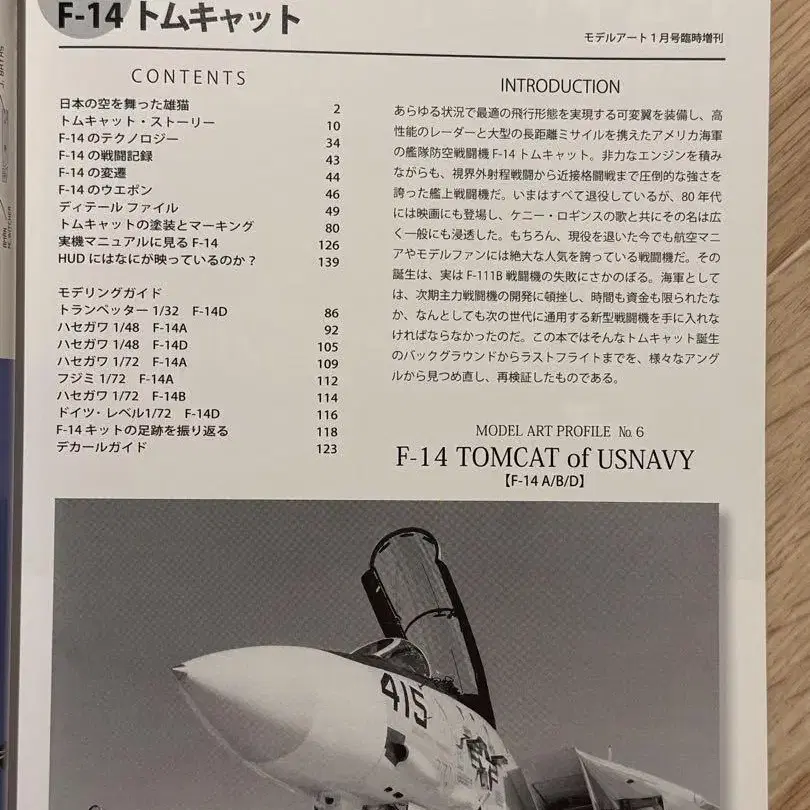 F-14 トムキャット
モデルアート1月号臨時増刊
CONTENTS
日本の空を舞った雄猫 2
トムキャット・ストーリー 10
F-14 のテクノロジー 34
F-14 の戦闘記録 43
F-14 の変遷 44
F-14 のウエポン 46
ディテール ファイル 49
トムキャットの塗装とマーキング 80
実機マニュアルに見る F-14 126
HUD にはなにが映っているのか？ 139
モデリングガイド
トランペッター 1/32 F-14D 86
ハセガワ 1/48 F-14A 92
ハセガワ 1/48 F-14D 105
ハセガワ 1/72 F-14A 109
フジミ 1/72 F-14A 112
ハセガワ 1/72 F-14B 114
ドイツ・レベル1/72 F-14D 116
F-14 キットの足跡を振り返る 118
デカールガイド 123
INTRODUCTION
あらゆる状況で最適の飛行形態を実現する可変翼を装備し、高
性能のレーダーと大型の長距離ミサイルを携えたアメリカ海軍
の艦隊防空戦闘機 F-14 トムキャット。非力なエンジンを積み
ながらも、視界外射程戦闘から近接格闘戦まで圧倒的な強さを
誇った艦上戦闘機だ。いまはすべて退役しているが、80 年代
には映画にも登場し、ケニー・ロギンスの歌と共にその名は広
く一般にも浸透した。もちろん、現役を退いた今でも航空マニ
アやモデルファンには絶大な人気を誇っている戦闘機だ。その
誕生は、実は F-111B 戦闘機の失敗にさかのぼる。海軍として
は、次期主力戦闘機の開発に頓挫し、時間も資金も限られたな
か、なんとしても次の世代に通用する新型戦闘機を手に入れな
ければならなかったのだ。この本ではそんなトムキャット誕生
のバックグラウンドからラストフライトまでを、様々なアング
ルから見つめ直し、再検証したものである。
MODEL ART PROFILE No. 6
F-14 TOMCAT of USNAVY
【F-14 A/B/D】
415